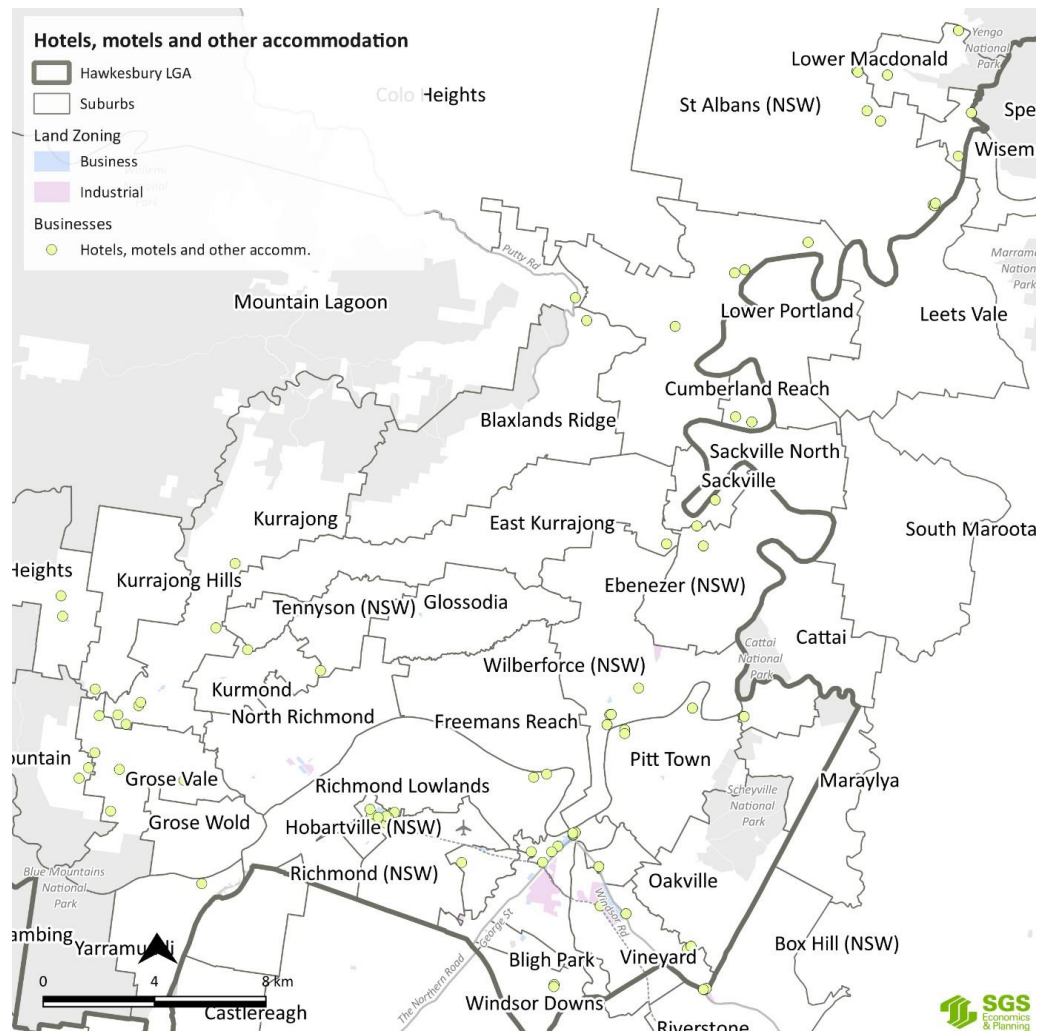 Hotels, motels and other accommodation
Hawkesbury LGA
Suburbs
Land Zoning
Business
Industrial
Businesses
Hotels, motels and other accomm.
Colo Heights
Lower Macdonald
Yengo
National
Park
St Albans (NSW)
Spe
Wisem
Putty Rd
Marrama
Nation
Park
Mountain Lagoon
Lower Portland
Leets Vale
Cumberland Reach
Blaxlands Ridge
Sackville North
Sackville
Kurrajong
East Kurrajong
South Maroota
Heights
Kurrajong Hills
Ebenezer (NSW)
Tennyson (NSW)
Glossodia
Cattai
Cattai
National
Park
Wilberforce (NSW)
Kurmond
North Richmond
Freemans Reach
ountain
Pitt Town
Grose Vale
Richmond Lowlands
Maraylya
Scheyville
National
Park
Grose Wold
Hobartville (NSW)
Blue Mountains
National
Park
Richmond (NSW)
Oakville
Windsor Rd
George St
ambing
Box Hill (NSW)
Bligh Park
Vineyard
The Northern Road
0 4 8 km
Windsor Downs
Castlereagh
Riverstone
SGS
Economics
& Planning